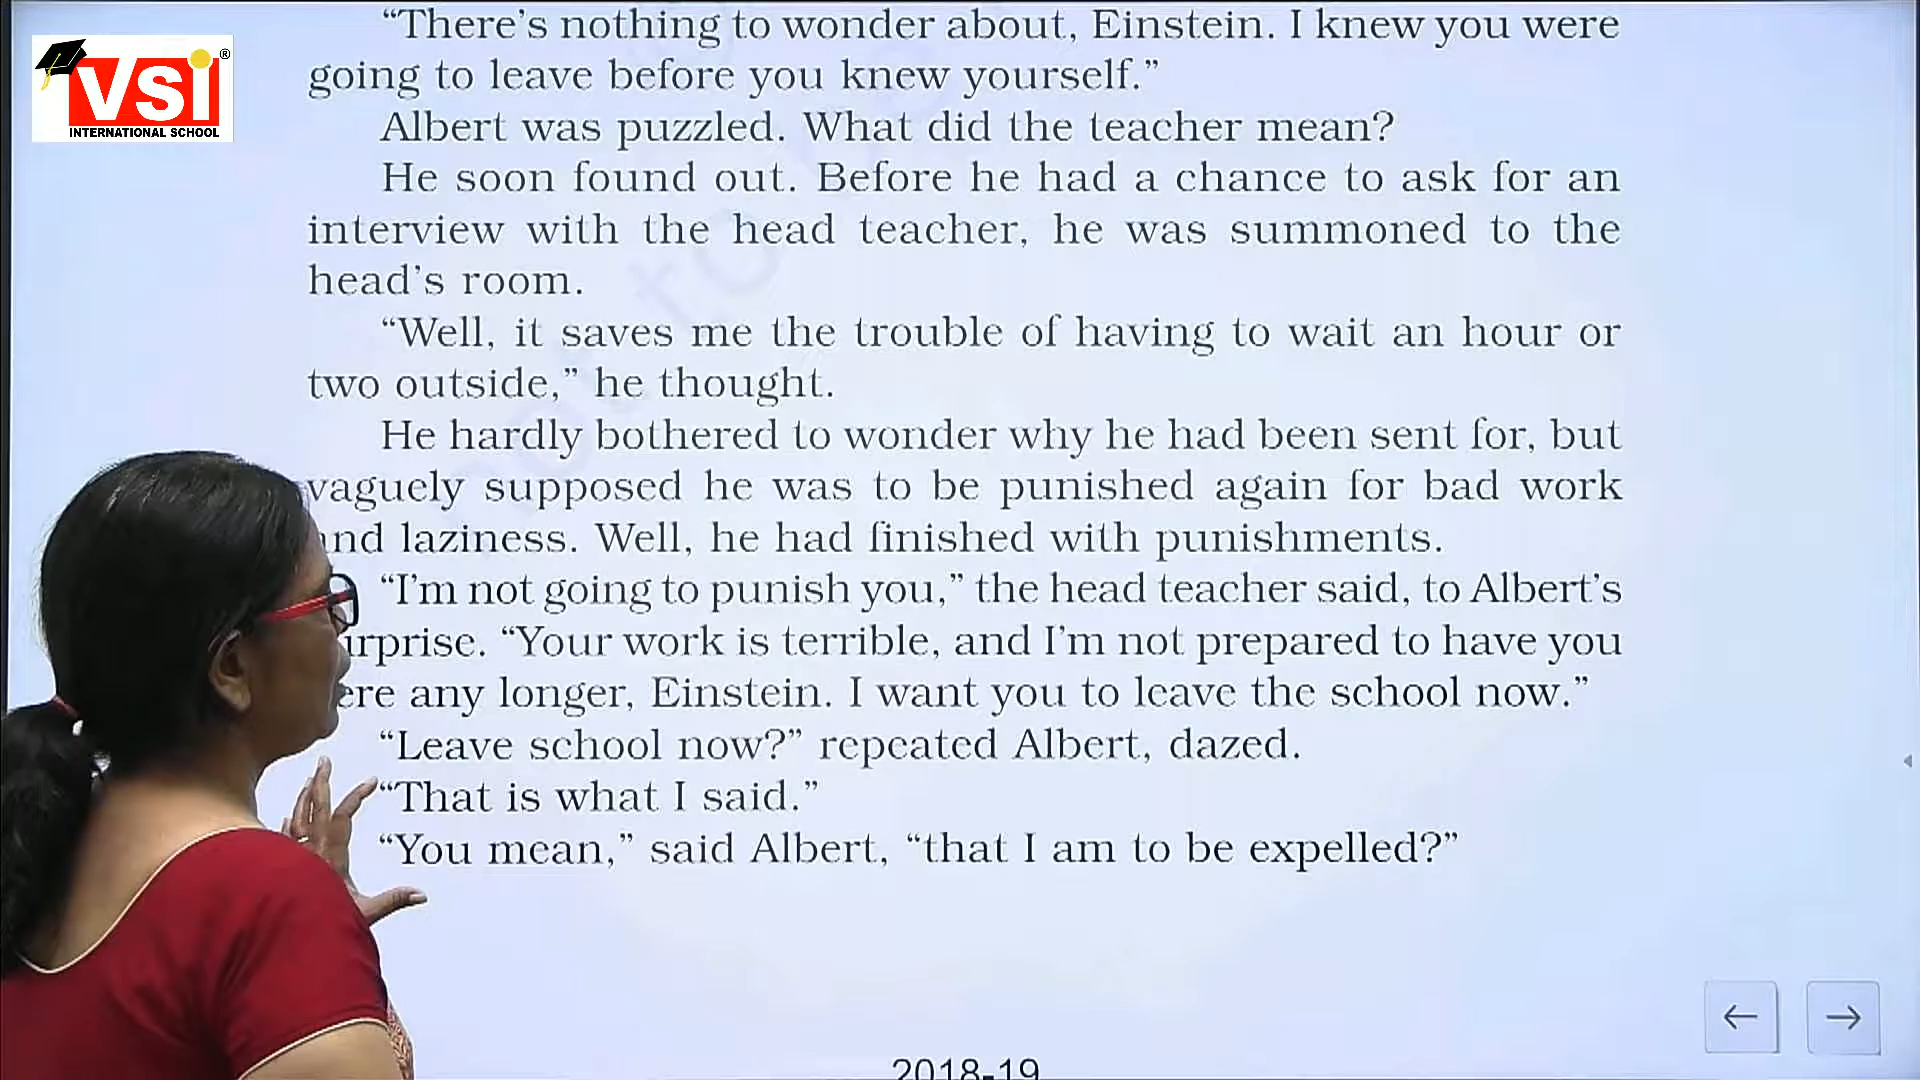 “There’s nothing to wonder about, Einstein. I knew you were
going to leave before you knew yourself.”
VSI
®
INTERNATIONAL SCHOOL
Albert was puzzled. What did the teacher mean?
He soon found out. Before he had a chance to ask for an
interview with the head teacher, he was summoned to the
head’s room.
“Well, it saves me the trouble of having to wait an hour or
two outside,” he thought.
He hardly bothered to wonder why he had been sent for, but
vaguely supposed he was to be punished again for bad work
and laziness. Well, he had finished with punishments.
“I’m not going to punish you,” the head teacher said, to Albert’s
surprise. “Your work is terrible, and I’m not prepared to have you
here any longer, Einstein. I want you to leave the school now.”
“Leave school now?” repeated Albert, dazed.
“That is what I said.”
“You mean,” said Albert, “that I am to be expelled?”
2018-19